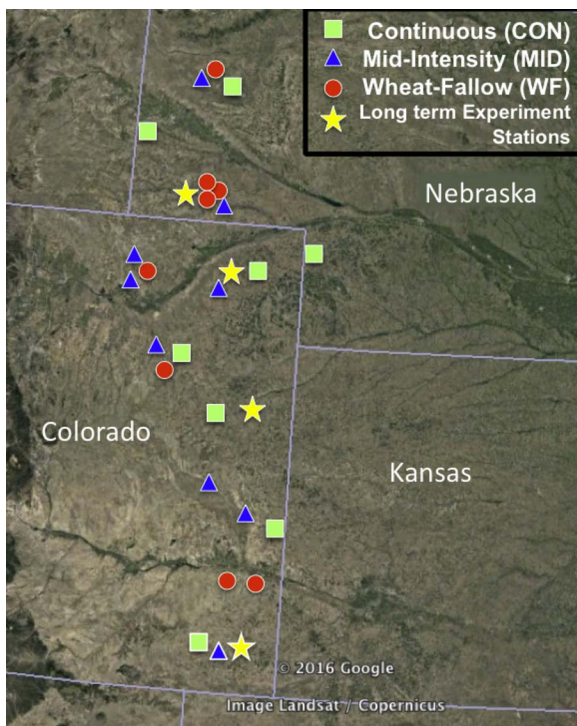 Continuous (CON)
Mid-Intensity (MID)
Wheat-Fallow (WF)
Long term Experiment
Stations
Nebraska
Colorado
Kansas
© 2016 Google
Image Landsat / Copernicus